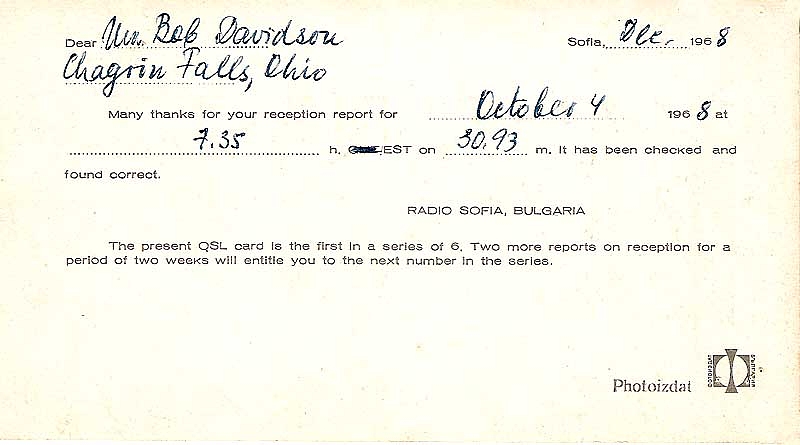 Dear Mr. Bob Davidson Sofia, Dec. 1968
Chagrin Falls, Ohio
Many thanks for your reception report for October 4 1968 at
7.35 h. EST on 30.93 m. It has been checked and
found correct.
RADIO SOFIA, BULGARIA
The present QSL card is the first in a series of 6. Two more reports on reception for a
period of two weeks will entitle you to the next number in the series.
Photoizdat